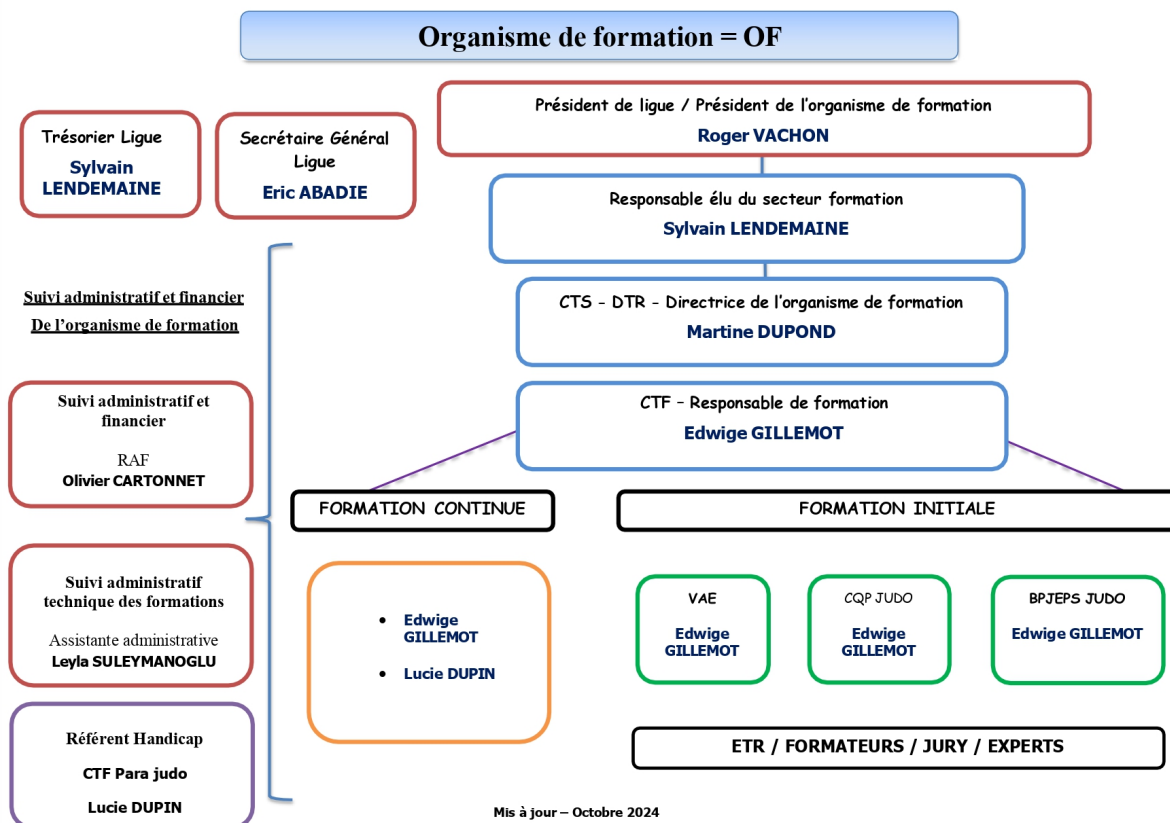 Organisme de formation = OF
Trésorier Ligue
Sylvain
LENDEMAINE
Secrétaire Général
Ligue
Eric ABADIE
Président de ligue / Président de l'organisme de formation
Roger VACHON
Responsable élu du secteur formation
Sylvain LENDEMAINE
CTS - DTR - Directrice de l'organisme de formation
Martine DUPOND
CTF – Responsable de formation
Edwige GILLEMOT
Suivi administratif et financier
De l'organisme de formation
Suivi administratif et
financier
RAF
Olivier CARTONNET
Suivi administratif
technique des formations
Assistante administrative
Leyla SULEYMANOGLU
Référent Handicap
CTF Para judo
Lucie DUPIN
FORMATION CONTINUE
• Edwige
GILLEMOT
• Lucie DUPIN
FORMATION INITIALE
VAE
Edwige
GILLEMOT
CQP JUDO
Edwige
GILLEMOT
BPJEPS JUDO
Edwige GILLEMOT
ETR / FORMATEURS / JURY / EXPERTS
Mis à jour – Octobre 2024